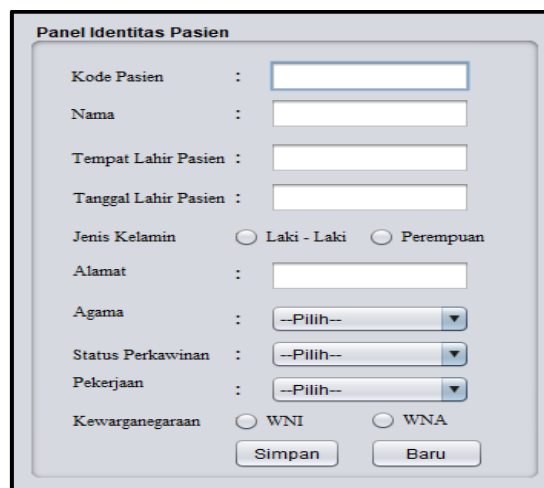 Panel Identitas Pasien
Kode Pasien :
Nama :
Tempat Lahir Pasien :
Tanggal Lahir Pasien :
Jenis Kelamin Laki - Laki Perempuan
Alamat :
Agama : --Pilih--
Status Perkawinan : --Pilih--
Pekerjaan : --Pilih--
Kewarganegaraan WNI WNA
Simpan Baru